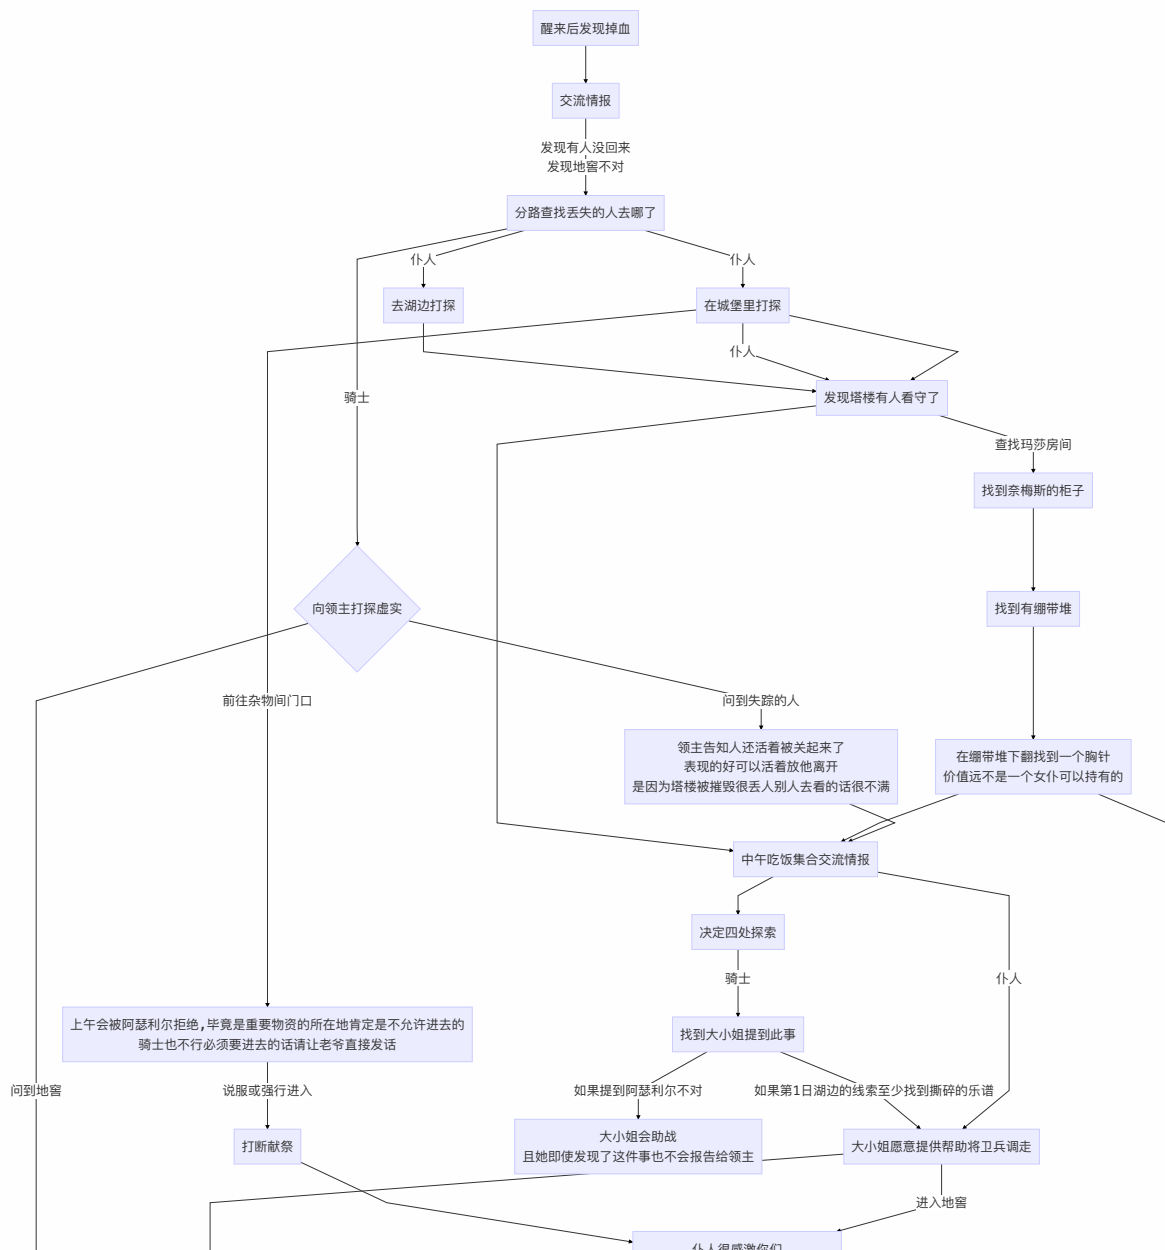 醒来后发现掉血
交流情报
发现有人没回来
发现地窖不对
分路查找丢失的人去哪了
仆人
仆人
去湖边打探
在城堡里打探
仆人
骑士
发现塔楼有人看守了
查找玛莎房间
找到奈梅斯的柜子
找到有绷带堆
向领主打探虚实
前往杂物间门口
问到失踪的人
领主告知人还活着被关起来了
表现的好可以活着放他离开
是因为塔楼被摧毁很丢人别人去看的话很不满
在绷带堆下翻找到一个胸针
价值远不是一个女仆可以持有的
中午吃饭集合交流情报
决定四处探索
骑士
仆人
上午会被阿瑟利尔拒绝,毕竟是重要物资的所在地肯定是不允许进去的
骑士也不行必须要进去的话请让老爷直接发话
找到大小姐提到此事
问到地窖
说服或强行进入
如果提到阿瑟利尔不对
如果第1日湖边的线索至少找到撕碎的乐谱
打断献祭
大小姐会助战
且她即使发现了这件事也不会报告给领主
大小姐愿意提供帮助将卫兵调走
进入地窖
仆人很感激你们